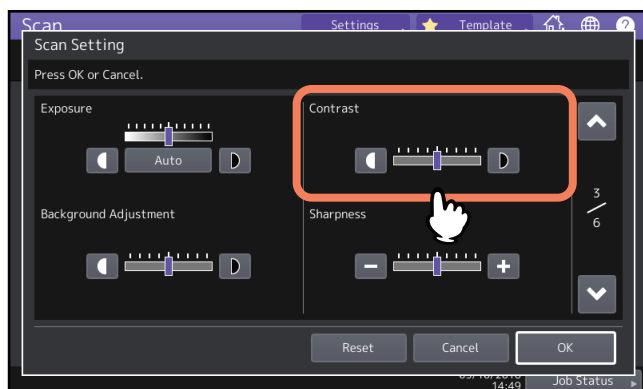 Scan
Settings
Template
?
Scan Setting
Press OK or Cancel.
Exposure
Contrast
Auto
3
6
Background Adjustment
Sharpness
Reset
Cancel
OK
14:49
Job Status